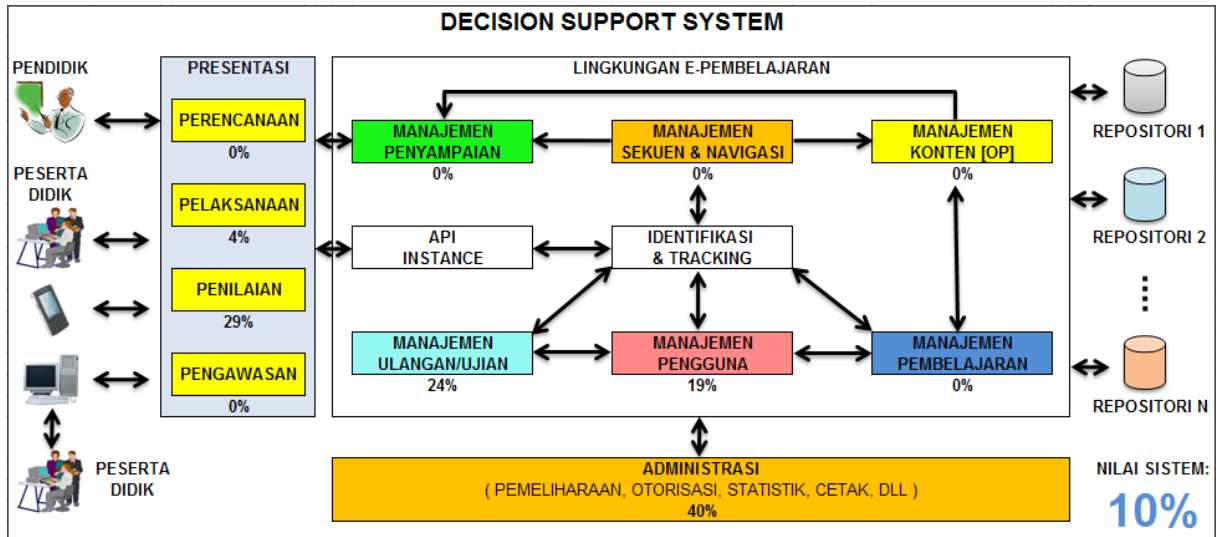 DECISION SUPPORT SYSTEM
PENDIDIK
PESERTA
DIDIK
PRESENTASI
PERENCANAAN
0%
PELAKSANAAN
4%
PENILAIAN
29%
PENGAWASAN
0%
LINGKUNGAN E-PEMBELAJARAN
MANAJEMEN
PENYAMPAIAN
0%
MANAJEMEN
SEKUEN & NAVIGASI
0%
MANAJEMEN
KONTEN [OP]
0%
API
INSTANCE
IDENTIFIKASI
& TRACKING
MANAJEMEN
ULANGAN/UJIAN
24%
MANAJEMEN
PENGGUNA
19%
MANAJEMEN
PEMBELAJARAN
0%
REPOSITORI 1
REPOSITORI 2
REPOSITORI N
PESERTA
DIDIK
ADMINISTRASI
( PEMELIHARAAN, OTORISASI, STATISTIK, CETAK, DLL )
40%
NILAI SISTEM:
10%